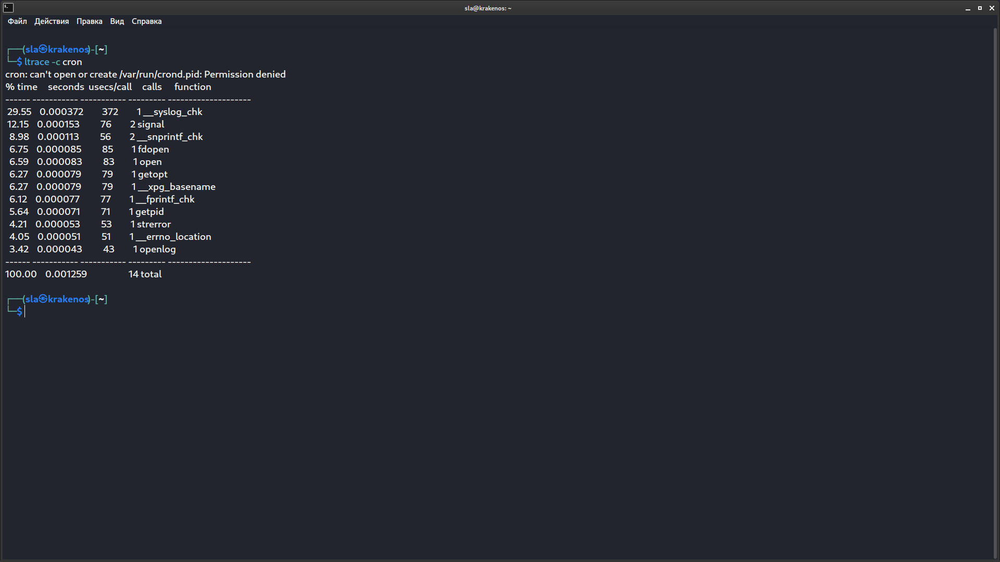 sla@krakenos: ~
Файл Действия Правка Вид Справка
┌──(sla㉿krakenos)-[~]
└─$ ltrace -c cron
cron: can't open or create /var/run/crond.pid: Permission denied
% time seconds usecs/call calls function
------ ----------- ----------- --------- --------------------
29.55 0.000372 372 1 __syslog_chk
12.15 0.000153 76 2 signal
8.98 0.000113 56 2 __snprintf_chk
6.75 0.000085 85 1 fdopen
6.59 0.000083 83 1 open
6.27 0.000079 79 1 getopt
6.27 0.000079 79 1 __xpg_basename
6.12 0.000077 77 1 __fprintf_chk
5.64 0.000071 71 1 getpid
4.21 0.000053 53 1 strerror
4.05 0.000051 51 1 __errno_location
3.42 0.000043 43 1 openlog
------ ----------- ----------- --------- --------------------
100.00 0.001259 14 total
┌──(sla㉿krakenos)-[~]
└─$